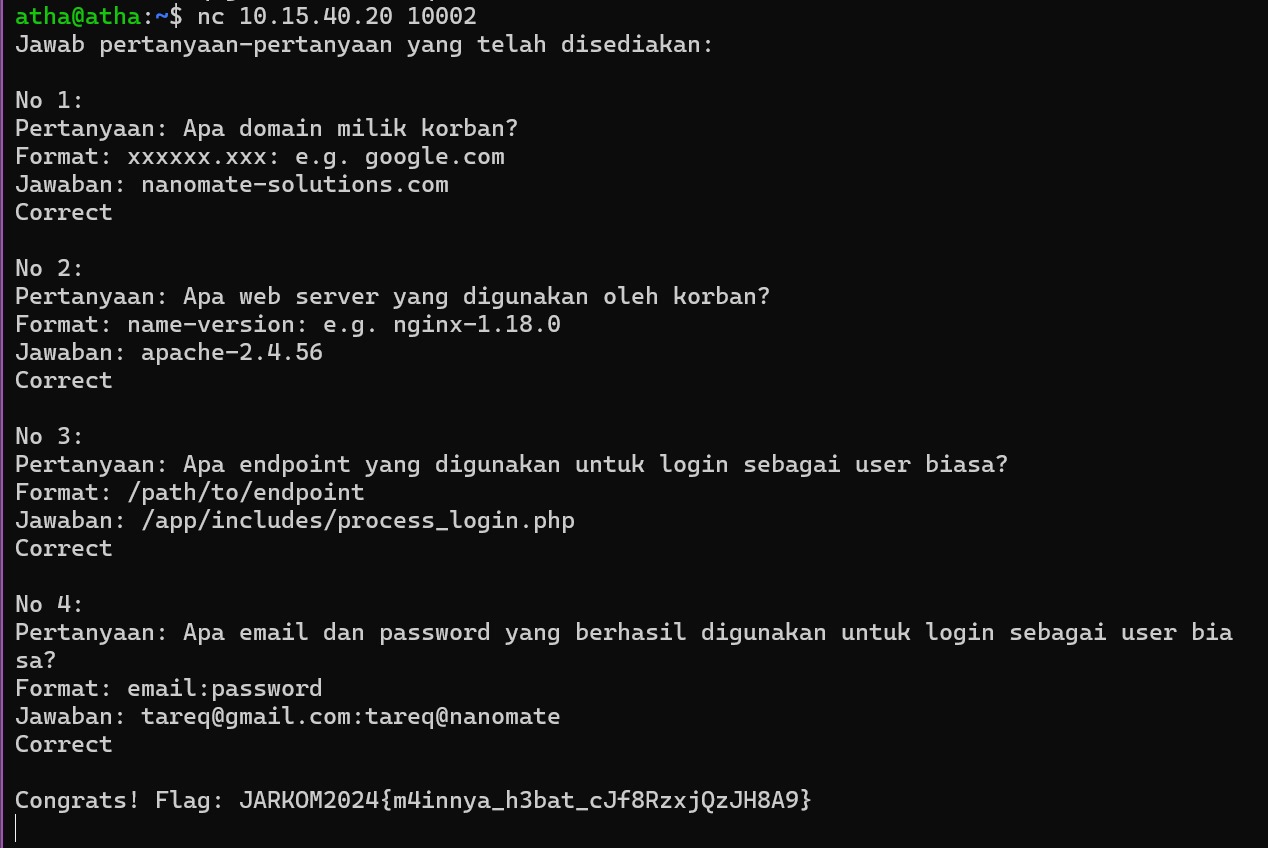 atha@atha:~$ nc 10.15.40.20 10002
Jawab pertanyaan-pertanyaan yang telah disediakan:
No 1:
Pertanyaan: Apa domain milik korban?
Format: xxxxxx.xxx: e.g. google.com
Jawaban: nanomate-solutions.com
Correct
No 2:
Pertanyaan: Apa web server yang digunakan oleh korban?
Format: name-version: e.g. nginx-1.18.0
Jawaban: apache-2.4.56
Correct
No 3:
Pertanyaan: Apa endpoint yang digunakan untuk login sebagai user biasa?
Format: /path/to/endpoint
Jawaban: /app/includes/process_login.php
Correct
No 4:
Pertanyaan: Apa email dan password yang berhasil digunakan untuk login sebagai user bia
sa?
Format: email:password
Jawaban: tareq@gmail.com:tareq@nanomate
Correct
Congrats! Flag: JARKOM2024{m4innya_h3bat_cJf8RzxjQzJH8A9}